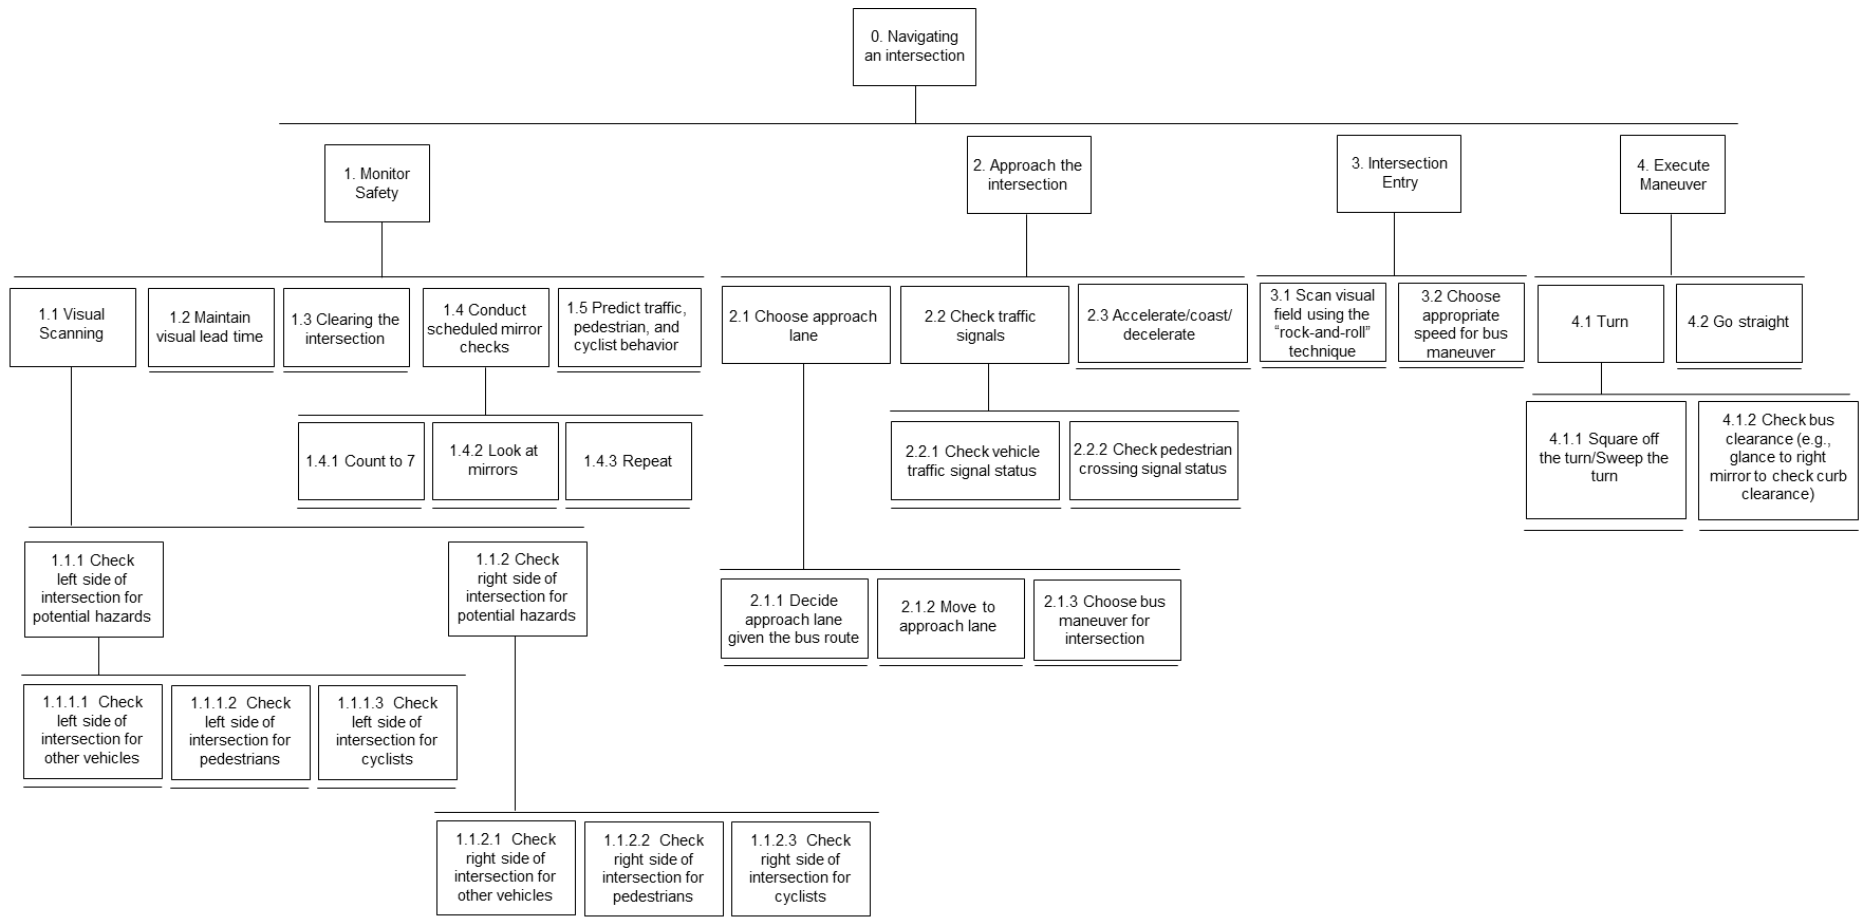 0. Navigating
an intersection
1. Monitor
Safety
2. Approach the
intersection
3. Intersection
Entry
4. Execute
Maneuver
1.1 Visual
Scanning
1.2 Maintain
visual lead time
1.3 Clearing the
intersection
1.4 Conduct
scheduled mirror
checks
1.5 Predict traffic,
pedestrian, and
cyclist behavior
2.1 Choose approach
lane
2.2 Check traffic
signals
2.3 Accelerate/coast/
decelerate
3.1 Scan visual
field using the
“rock-and-roll”
technique
3.2 Choose
appropriate
speed for bus
maneuver
4.1 Turn
4.2 Go straight
1.4.1 Count to 7
1.4.2 Look at
mirrors
1.4.3 Repeat
2.2.1 Check vehicle
traffic signal status
2.2.2 Check pedestrian
crossing signal status
4.1.1 Square off
the turn/Sweep the
turn
4.1.2 Check bus
clearance (e.g.,
glance to right
mirror to check curb
clearance)
1.1.1 Check
left side of
intersection for
potential hazards
1.1.2 Check
right side of
intersection for
potential hazards
2.1.1 Decide
approach lane
given the bus route
2.1.2 Move to
approach lane
2.1.3 Choose bus
maneuver for
intersection
1.1.1.1 Check
left side of
intersection for
other vehicles
1.1.1.2 Check
left side of
intersection for
pedestrians
1.1.1.3 Check
left side of
intersection for
cyclists
1.1.2.1 Check
right side of
intersection for
other vehicles
1.1.2.2 Check
right side of
intersection for
pedestrians
1.1.2.3 Check
right side of
intersection for
cyclists